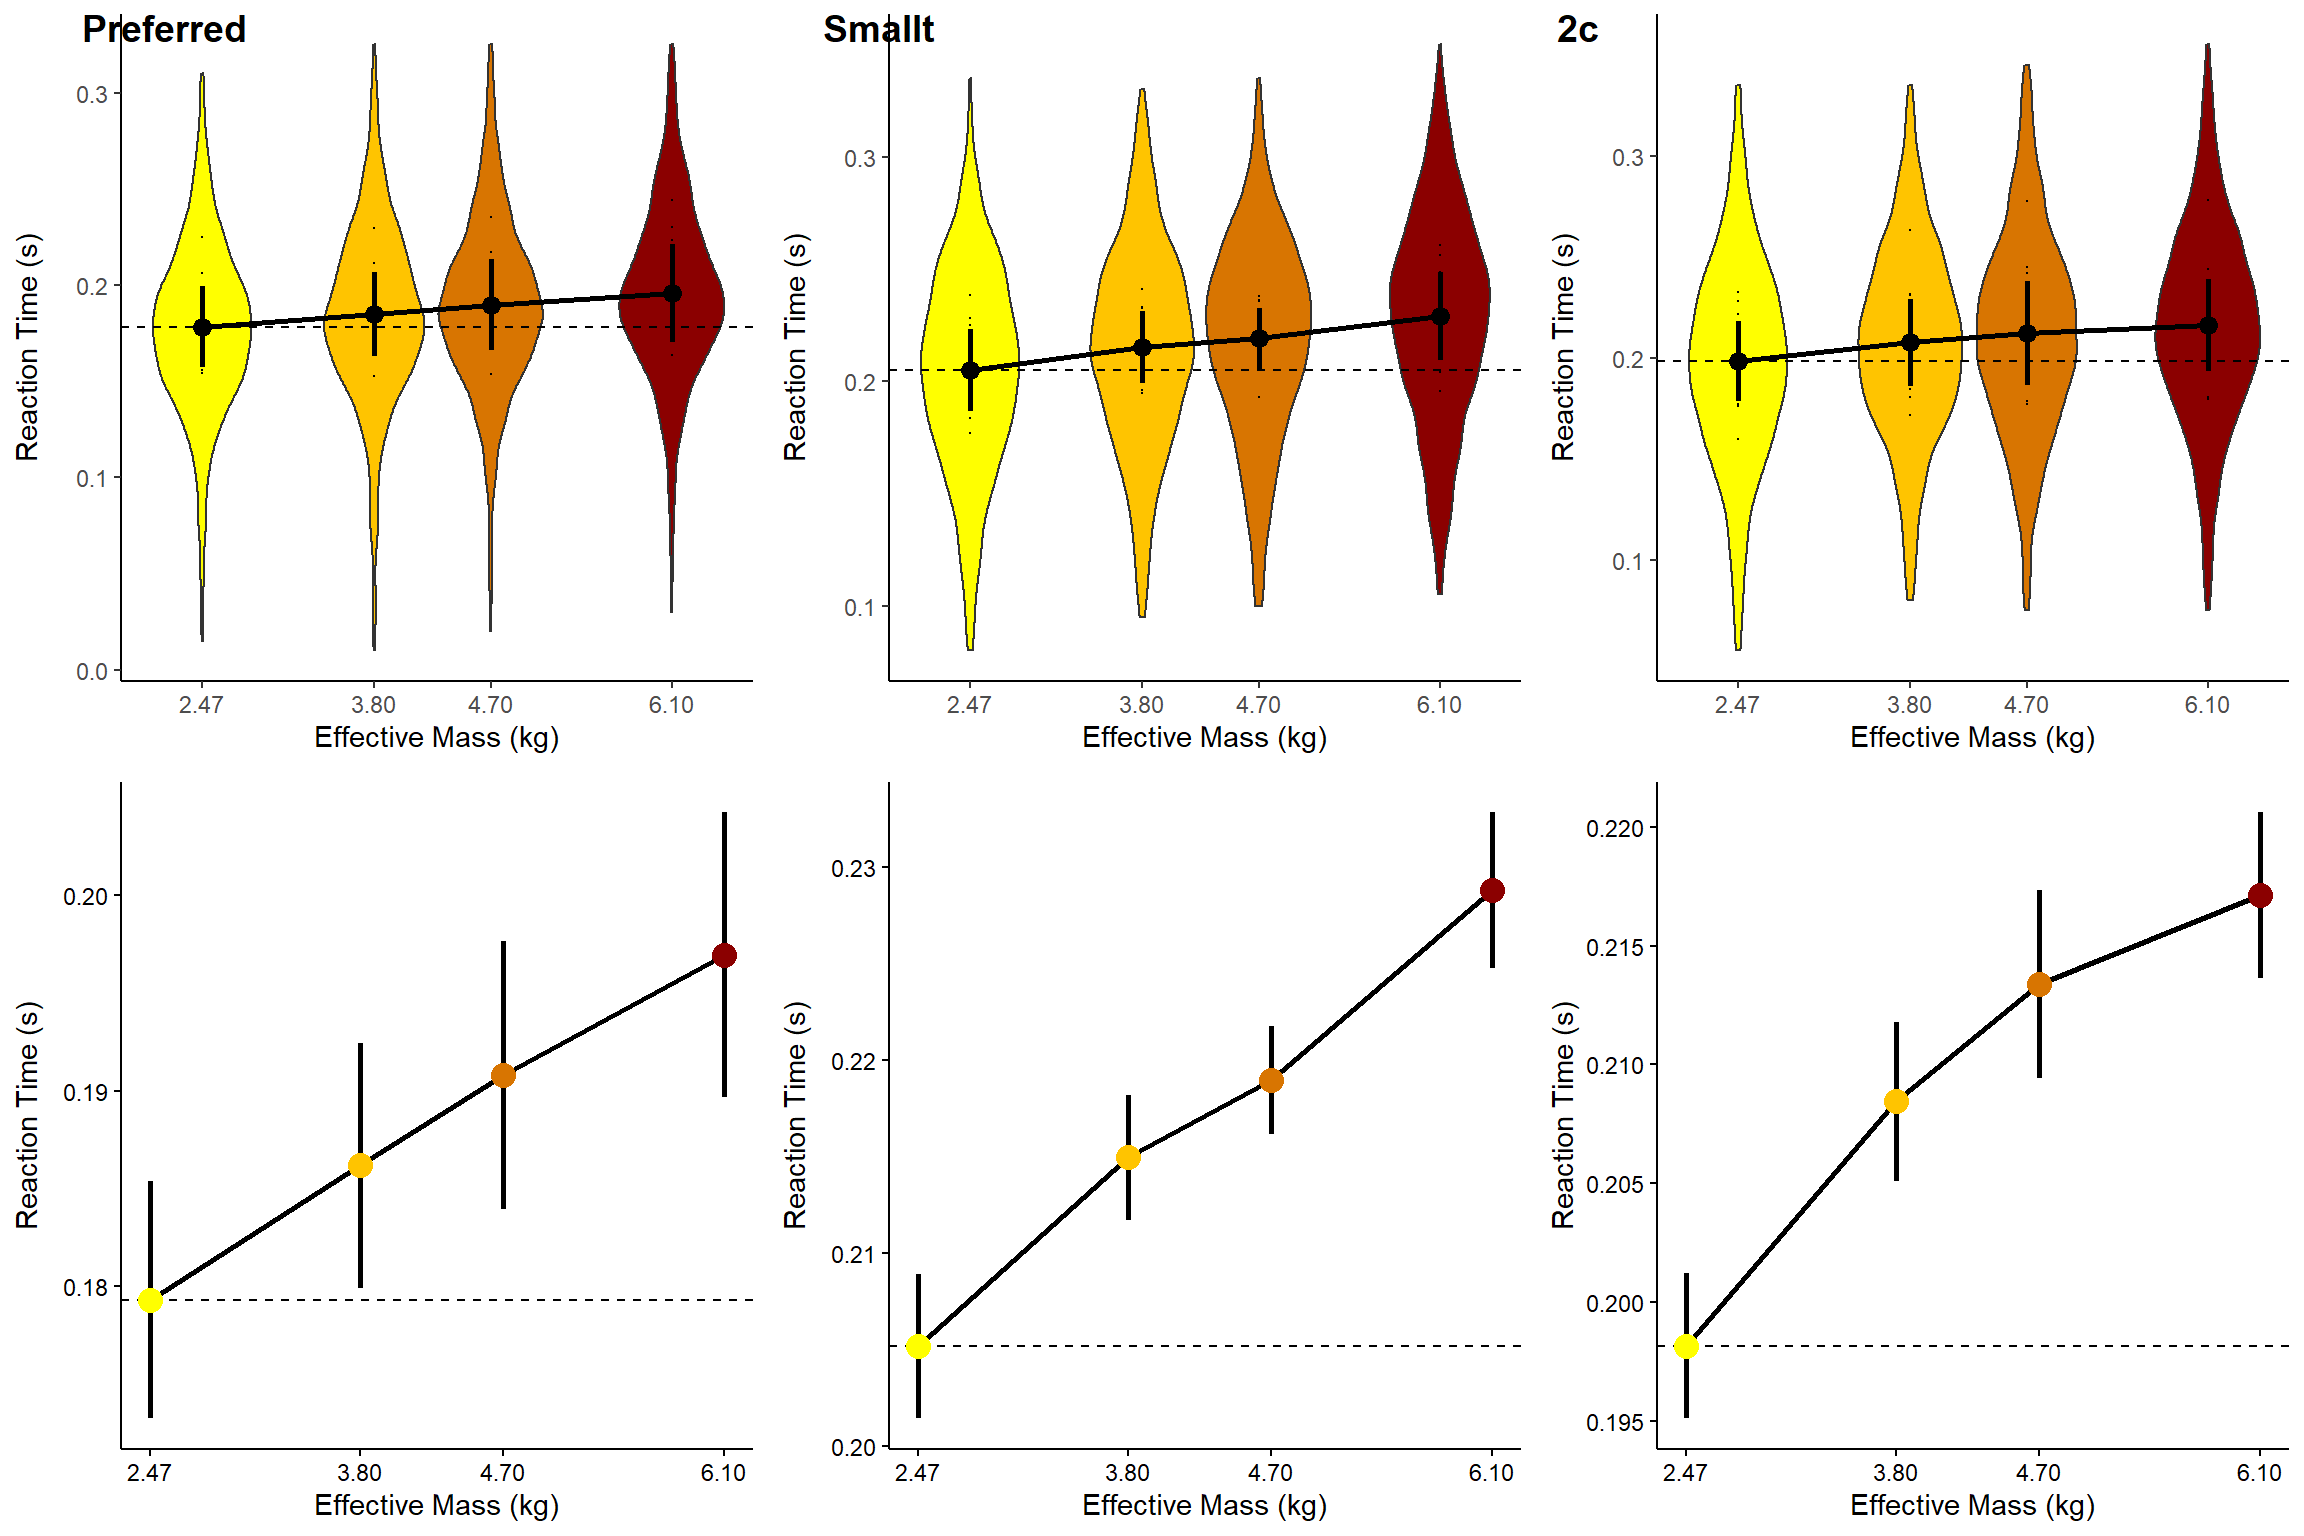 Preferred
Reaction Time (s)
0.3
0.2
0.1
0.0
2.47 3.80 4.70 6.10
Effective Mass (kg)
Smallt
Reaction Time (s)
0.3
0.2
0.1
2.47 3.80 4.70 6.10
Effective Mass (kg)
2c
Reaction Time (s)
0.3
0.2
0.1
2.47 3.80 4.70 6.10
Effective Mass (kg)
Reaction Time (s)
0.20
0.19
0.18
2.47 3.80 4.70 6.10
Effective Mass (kg)
Reaction Time (s)
0.23
0.22
0.21
0.20
2.47 3.80 4.70 6.10
Effective Mass (kg)
Reaction Time (s)
0.220
0.215
0.210
0.205
0.200
0.195
2.47 3.80 4.70 6.10
Effective Mass (kg)